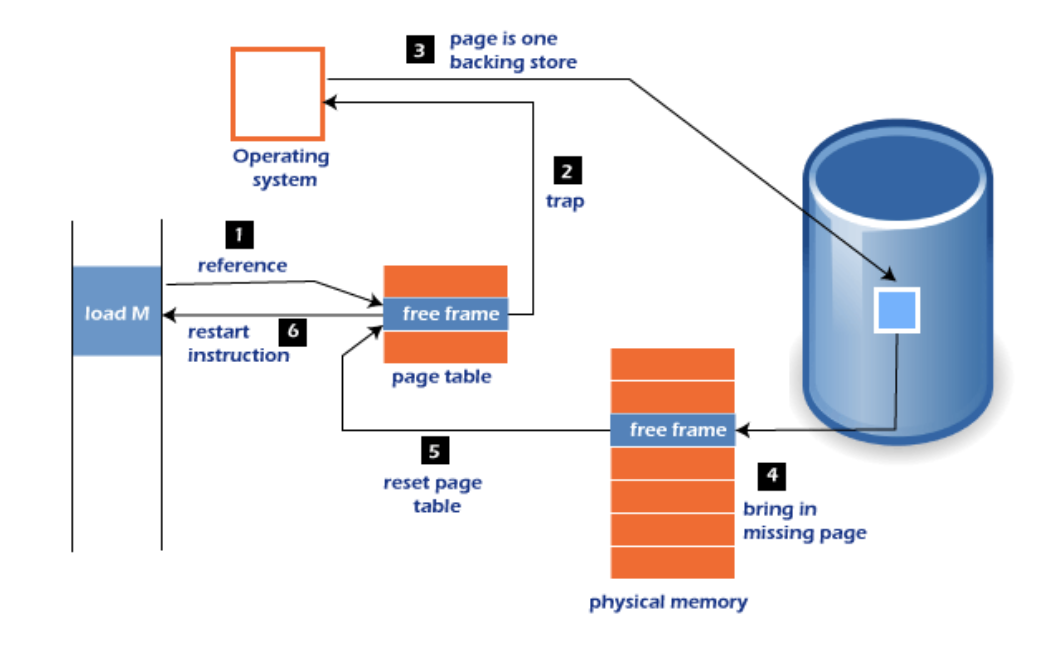 3
page is one
backing store
Operating
system
2
trap
1
reference
load M
free frame
6
restart
instruction
page table
free frame
5
reset page
table
4
bring in
missing page
physical memory